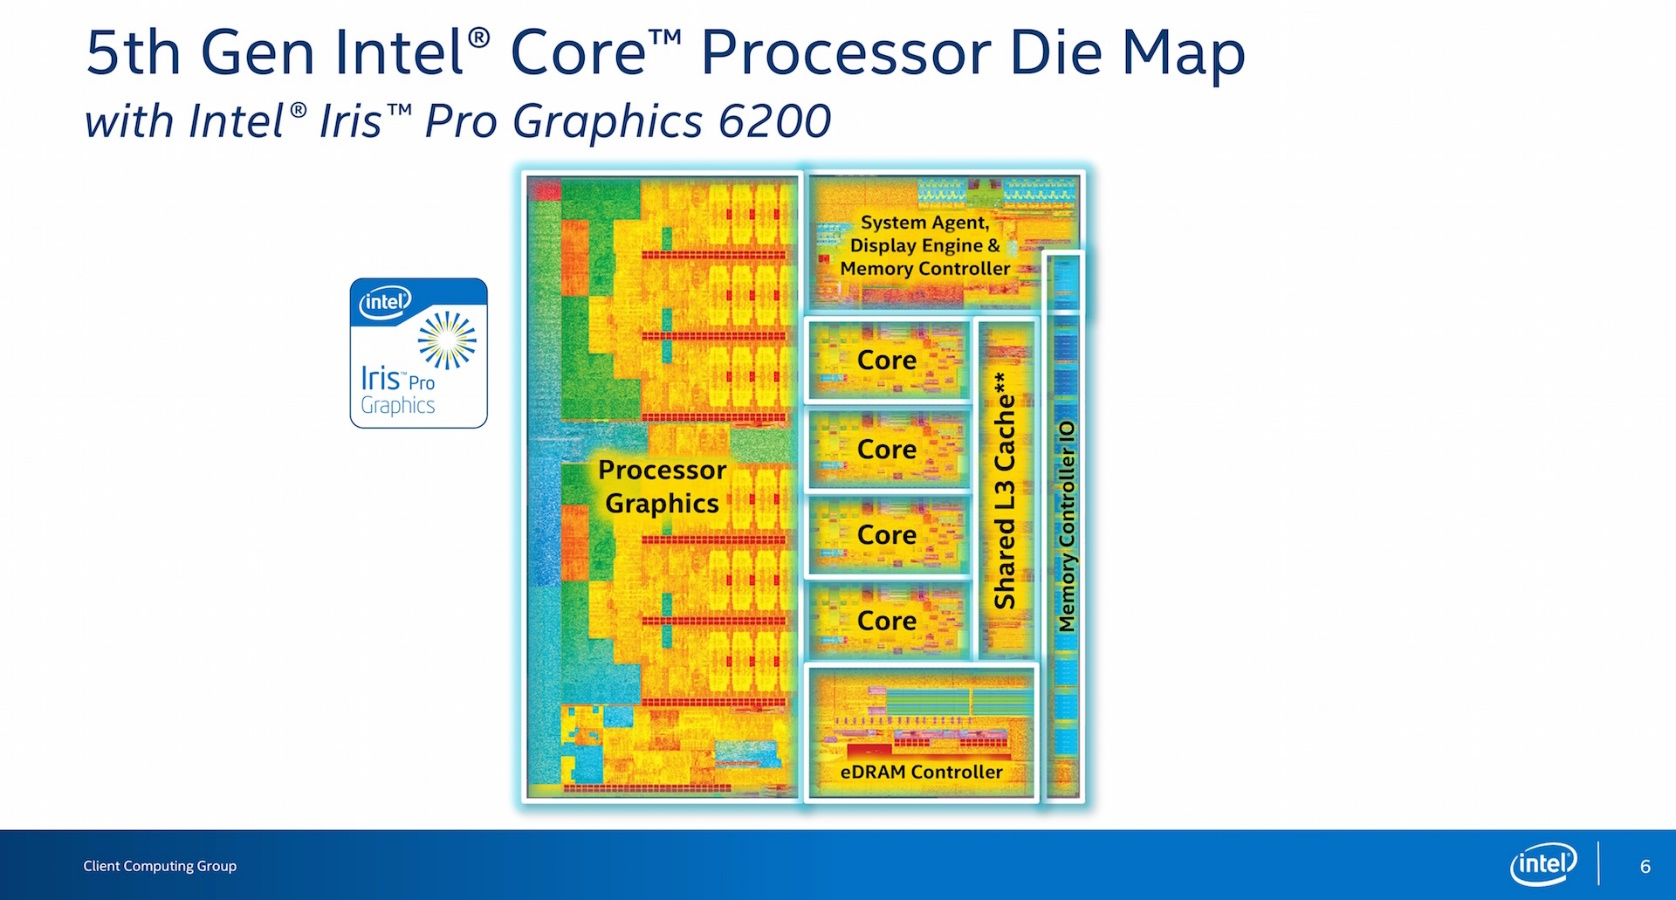 5th Gen Intel® Core™ Processor Die Map
with Intel® Iris™ Pro Graphics 6200
intel®
Iris™ Pro
Graphics
Processor
Graphics
System Agent,
Display Engine &
Memory Controller
Core
Core
Core
Core
Shared L3 Cache**
Memory Controller IO
eDRAM Controller
Client Computing Group
intel®
6